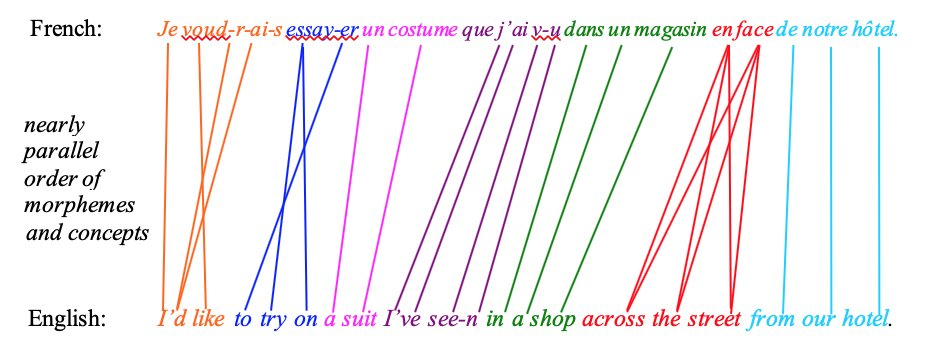 French: Je voud-r-ai-s essay-er un costume que j’ai v-u dans un magasin en face de notre hôtel.
nearly
parallel
order of
morphemes
and concepts
English: I’d like to try on a suit I’ve see-n in a shop across the street from our hotel.